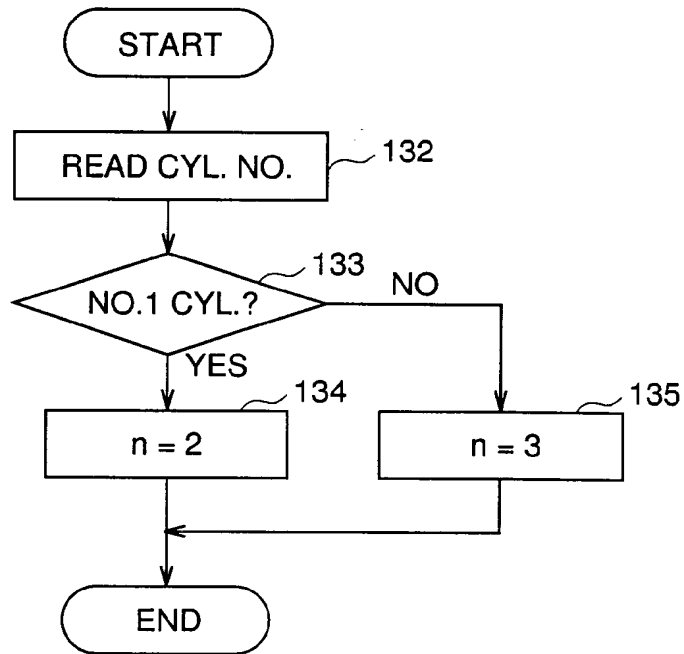 START
READ CYL. NO.
132
133
NO.1 CYL.?
NO
YES
134
135
n = 2
n = 3
END